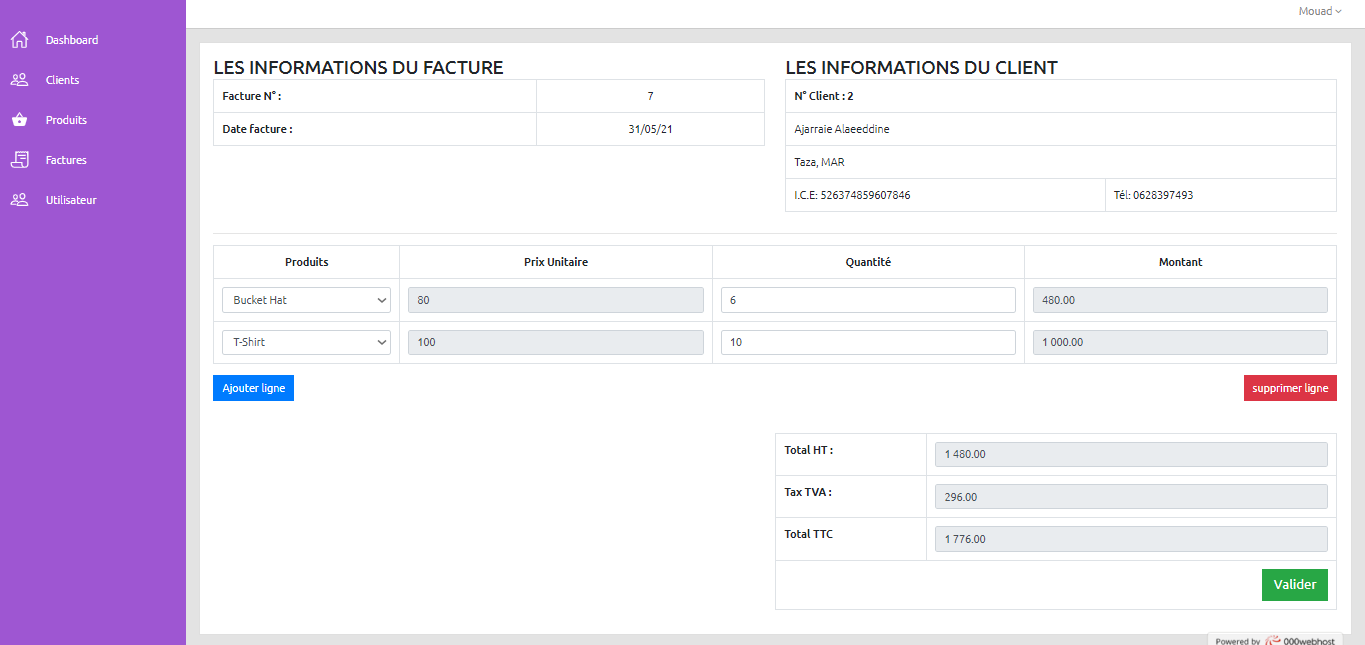 Mouad
Dashboard
Clients
Produits
Factures
Utilisateur
LES INFORMATIONS DU FACTURE
Facture N° : 7
Date facture : 31/05/21
LES INFORMATIONS DU CLIENT
N° Client : 2
Ajarraie Alaeeddine
Taza, MAR
I.C.E: 526374859607846 Tél: 0628397493
Produits Prix Unitaire Quantité Montant
Bucket Hat 80 6 480.00
T-Shirt 100 10 1 000.00
Ajouter ligne supprimer ligne
Total HT : 1 480.00
Tax TVA : 296.00
Total TTC 1 776.00
Valider
Powered by 000webhost